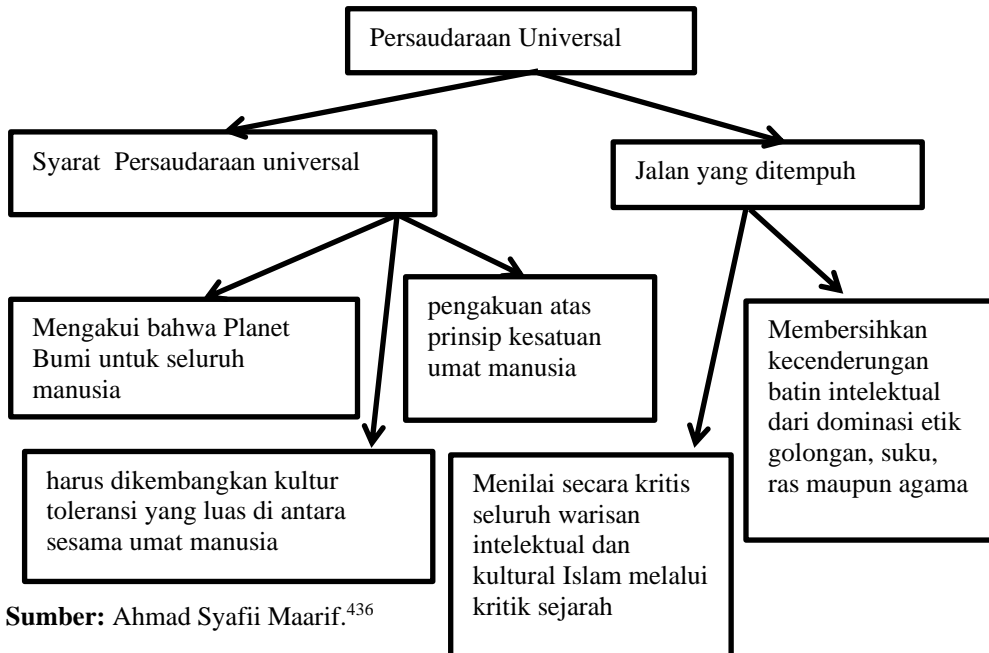 Persaudaraan Universal
Syarat Persaudaraan universal
Jalan yang ditempuh
Mengakui bahwa Planet
Bumi untuk seluruh
manusia
pengakuan atas
prinsip kesatuan
umat manusia
Membersihkan
kecenderungan
batin intelektual
dari dominasi etik
golongan, suku,
ras maupun agama
harus dikembangkan kultur
toleransi yang luas di antara
sesama umat manusia
Menilai secara kritis
seluruh warisan
intelektual dan
kultural Islam melalui
kritik sejarah
Sumber: Ahmad Syafii Maarif.436